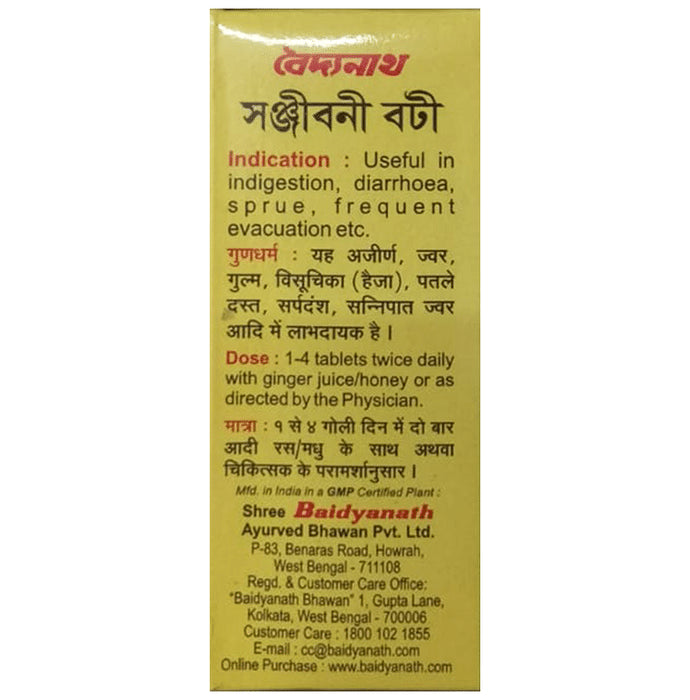 বৈদ্যনাথ
সঞ্জীবনী বটী
Indication : Useful in
indigestion, diarrhoea,
sprue, frequent
evacuation etc.
गुणधर्म : यह अजीर्ण, ज्वर,
गुल्म, विसूचिका (हैजा), पतले
दस्त, सर्पदंश, सन्निपात ज्वर
आदि में लाभदायक है ।
Dose : 1-4 tablets twice daily
with ginger juice/honey or as
directed by the Physician.
मात्रा : १ से ४ गोली दिन में दो बार
आदी रस/मधु के साथ अथवा
चिकित्सक के परामर्शानुसार ।
Mfd. in India in a GMP Certified Plant :
Shree Baidyanath
Ayurved Bhawan Pvt. Ltd.
P-83, Benaras Road, Howrah,
West Bengal - 711108
Regd. & Customer Care Office:
"Baidyanath Bhawan" 1, Gupta Lane,
Kolkata, West Bengal - 700006
Customer Care : 1800 102 1855
E-mail : cc@baidyanath.com
Online Purchase : www.baidyanath.com